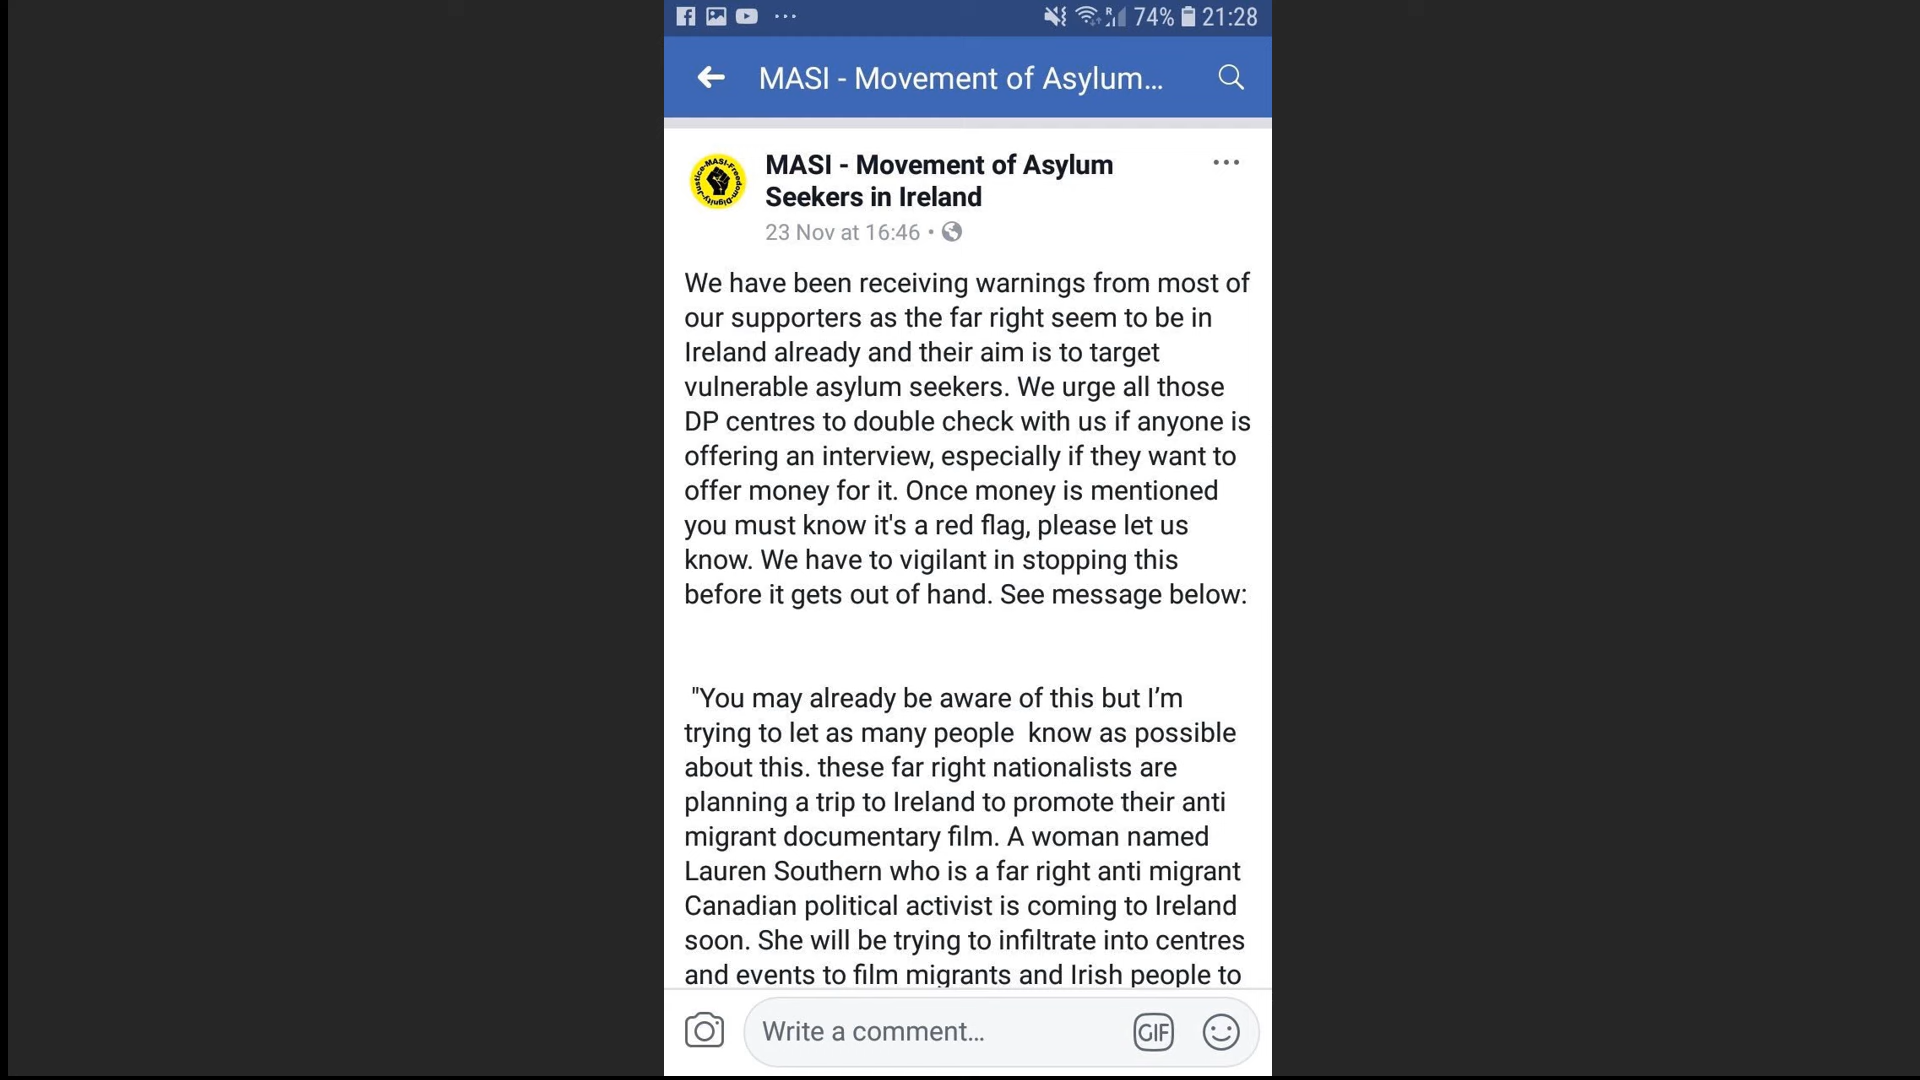 74% 21:28
MASI - Movement of Asylum...
MASI - Movement of Asylum
Seekers in Ireland
23 Nov at 16:46 •
Justice-MASI-Freedom-Dignity-
We have been receiving warnings from most of
our supporters as the far right seem to be in
Ireland already and their aim is to target
vulnerable asylum seekers. We urge all those
DP centres to double check with us if anyone is
offering an interview, especially if they want to
offer money for it. Once money is mentioned
you must know it's a red flag, please let us
know. We have to vigilant in stopping this
before it gets out of hand. See message below:
"You may already be aware of this but I’m
trying to let as many people  know as possible
about this. these far right nationalists are
planning a trip to Ireland to promote their anti
migrant documentary film. A woman named
Lauren Southern who is a far right anti migrant
Canadian political activist is coming to Ireland
soon. She will be trying to infiltrate into centres
and events to film migrants and Irish people to
Write a comment...
GIF